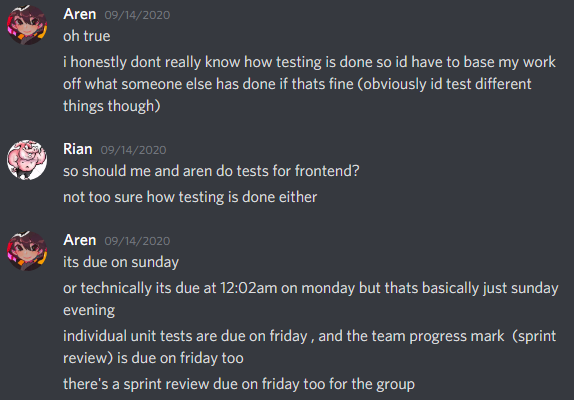 Aren 09/14/2020
oh true
i honestly dont really know how testing is done so id have to base my work
off what someone else has done if thats fine (obviously id test different
things though)
Rian 09/14/2020
so should me and aren do tests for frontend?
not too sure how testing is done either
Aren 09/14/2020
its due on sunday
or technically its due at 12:02am on monday but thats basically just sunday
evening
individual unit tests are due on friday , and the team progress mark (sprint
review) is due on friday too
there's a sprint review due on friday too for the group